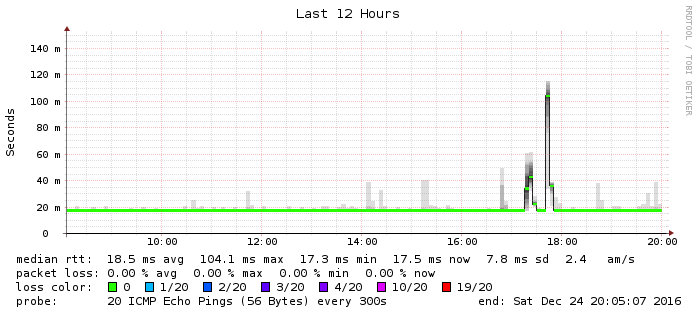 Last 12 Hours
RRDTOOL / TOBI OETIKER
Seconds
140 m
120 m
100 m
80 m
60 m
40 m
20 m
0
10:00 12:00 14:00 16:00 18:00 20:00
median rtt: 18.5 ms avg 104.1 ms max 17.3 ms min 17.5 ms now 7.8 ms sd 2.4 am/s
packet loss: 0.00 % avg 0.00 % max 0.00 % min 0.00 % now
loss color: 0 1/20 2/20 3/20 4/20 10/20 19/20
probe: 20 ICMP Echo Pings (56 Bytes) every 300s end: Sat Dec 24 20:05:07 2016